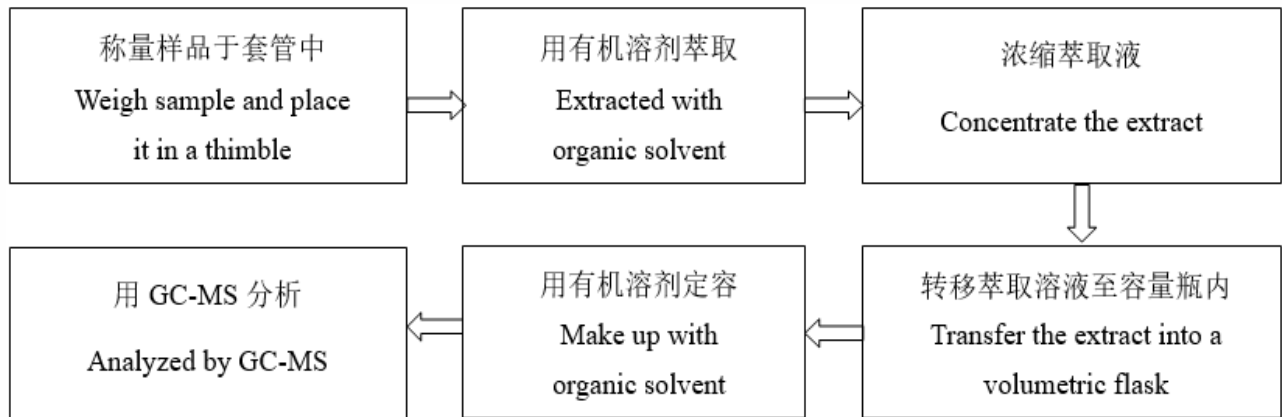 称量样品于套管中
Weigh sample and place
it in a thimble
用有机溶剂萃取
Extracted with
organic solvent
浓缩萃取液
Concentrate the extract
转移萃取溶液至容量瓶内
Transfer the extract into a
volumetric flask
用有机溶剂定容
Make up with
organic solvent
用 GC-MS 分析
Analyzed by GC-MS